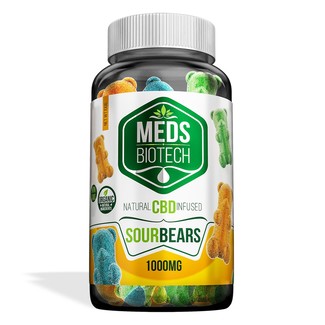 MEDS
BIOTECH
NATURAL CBD INFUSED
SOURBEARS
1000MG